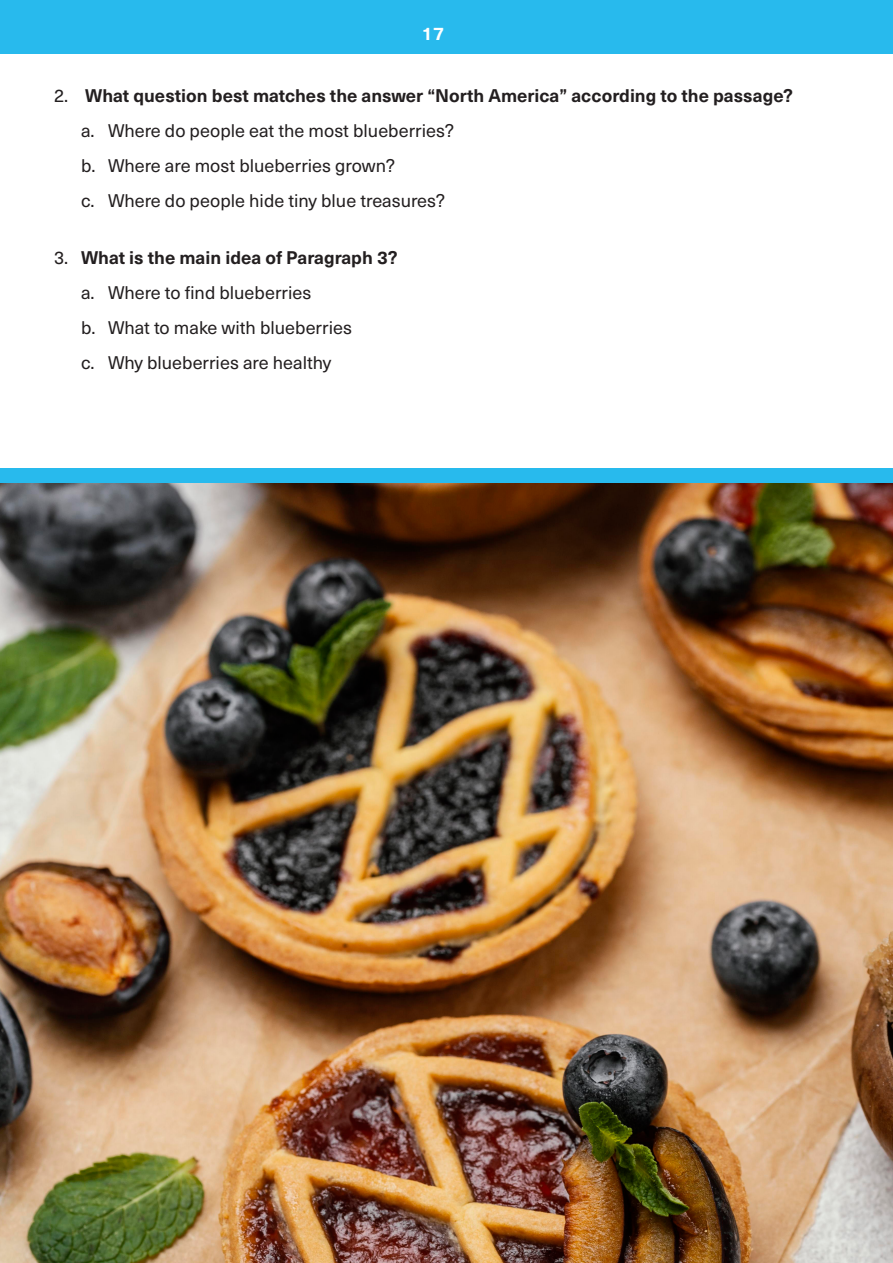 17
2. What question best matches the answer “North America” according to the passage?
a. Where do people eat the most blueberries?
b. Where are most blueberries grown?
c. Where do people hide tiny blue treasures?
3. What is the main idea of Paragraph 3?
a. Where to find blueberries
b. What to make with blueberries
c. Why blueberries are healthy